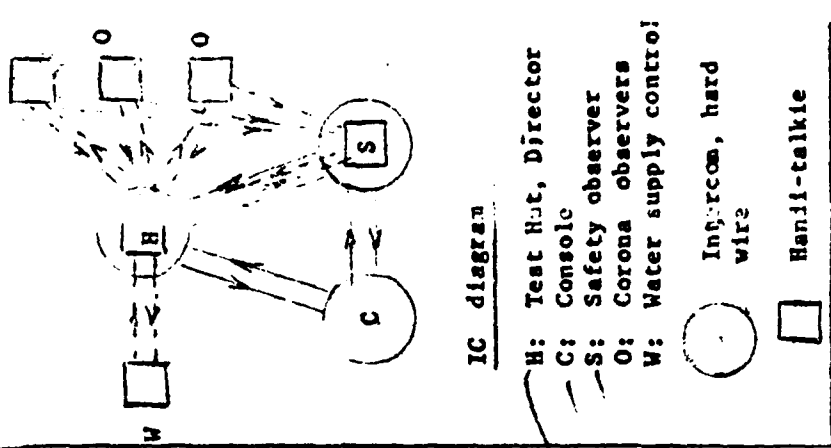 O
O
S
H
C
W
IC diagram
H: Test Hut, Director
C: Console
S: Safety observer
O: Corona observers
W: Water supply control
Intercom, hard
wire
Handi-talkie